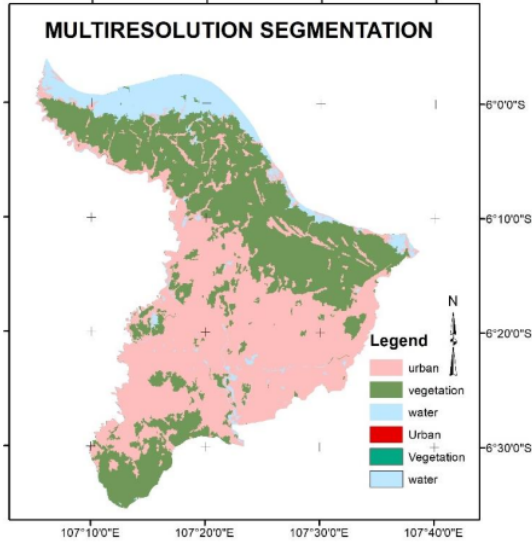 MULTIRESOLUTION SEGMENTATION
6°0'0"S
6°10'0"S
N
6°20'0"S
Legend
urban
vegetation
water
Urban
Vegetation
water
6°30'0"S
107°10'0"E 107°20'0"E 107°30'0"E 107°40'0"E